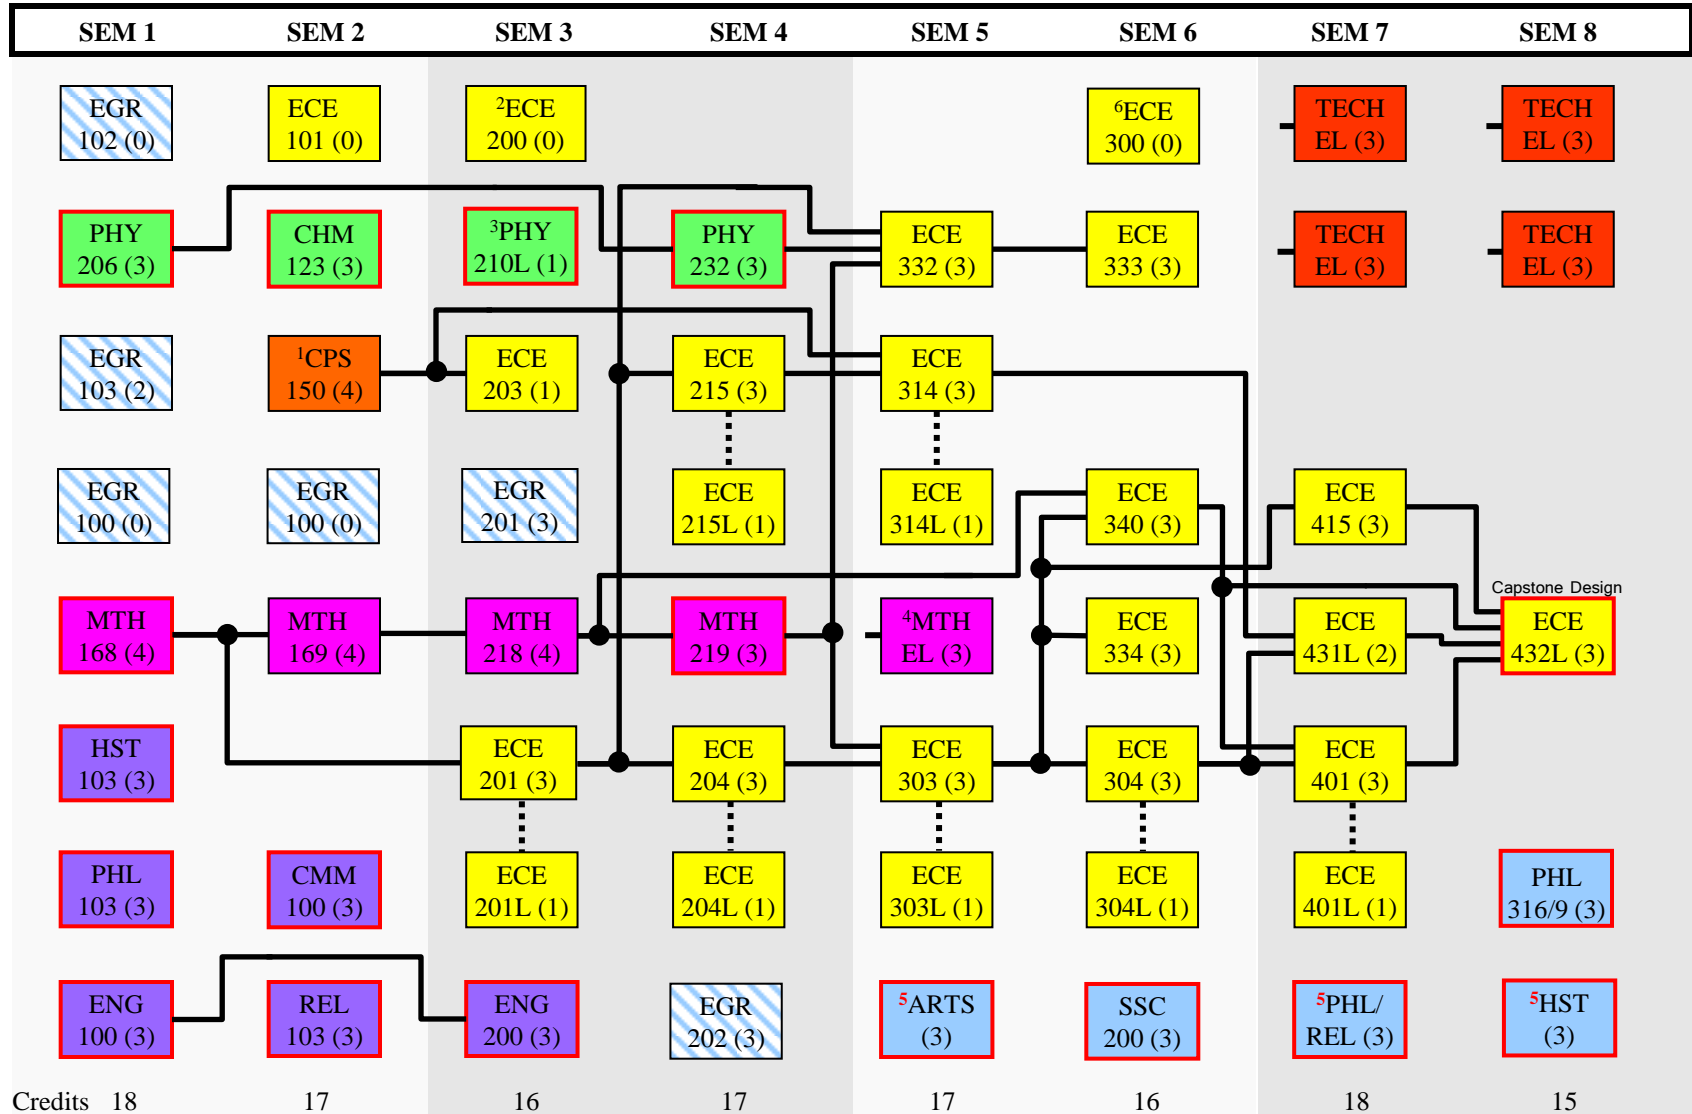 SEM 1 SEM 2 SEM 3 SEM 4 SEM 5 SEM 6 SEM 7 SEM 8
EGR
102 (0)
ECE
101 (0)
²ECE
200 (0)
⁶ECE
300 (0)
TECH
EL (3)
TECH
EL (3)
PHY
206 (3)
CHM
123 (3)
³PHY
210L (1)
PHY
232 (3)
ECE
332 (3)
ECE
333 (3)
TECH
EL (3)
TECH
EL (3)
EGR
103 (2)
¹CPS
150 (4)
ECE
203 (1)
ECE
215 (3)
ECE
314 (3)
EGR
100 (0)
EGR
100 (0)
EGR
201 (3)
ECE
215L (1)
ECE
314L (1)
ECE
340 (3)
ECE
415 (3)
MTH
168 (4)
MTH
169 (4)
MTH
218 (4)
MTH
219 (3)
⁴MTH
EL (3)
ECE
334 (3)
ECE
431L (2)
Capstone Design
ECE
432L (3)
HST
103 (3)
ECE
201 (3)
ECE
204 (3)
ECE
303 (3)
ECE
304 (3)
ECE
401 (3)
PHL
103 (3)
CMM
100 (3)
ECE
201L (1)
ECE
204L (1)
ECE
303L (1)
ECE
304L (1)
ECE
401L (1)
PHL
316/9 (3)
ENG
100 (3)
REL
103 (3)
ENG
200 (3)
EGR
202 (3)
⁵ARTS
(3)
SSC
200 (3)
⁵PHL/
REL (3)
⁵HST
(3)
Credits 18 17 16 17 17 16 18 15